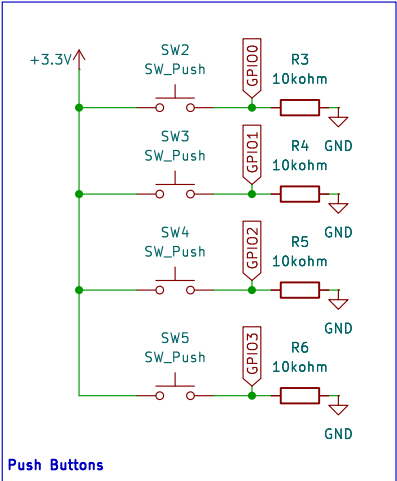 +3.3V
SW2
SW_Push
GPIO0
R3
10kohm
GND
SW3
SW_Push
GPIO1
R4
10kohm
GND
SW4
SW_Push
GPIO2
R5
10kohm
GND
SW5
SW_Push
GPIO3
R6
10kohm
GND
Push Buttons